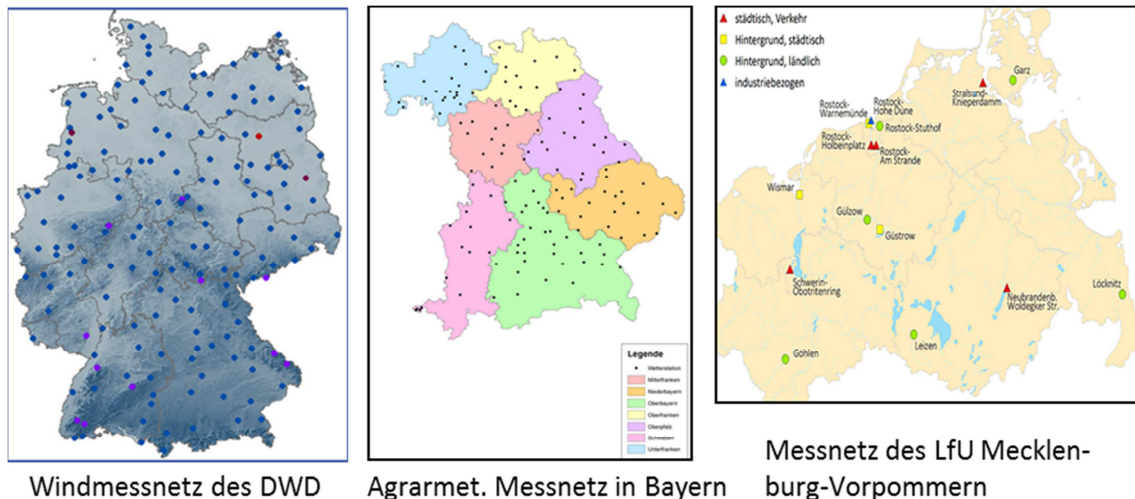 städtisch, Verkehr
Hintergrund, städtisch
Hintergrund, ländlich
industriebezogen
Garz
Stralsund-
Knieperdamm
Rostock-
Warnemünde
Rostock-
Hohe Düne
Rostock-Stuthof
Rostock-
Holbeinplatz
Rostock-
Am Strande
Wismar
Gülzow
Güstrow
Schwerin-
Obotritenring
Neubrandenb.
Woldegker Str.
Löcknitz
Leizen
Göhlen
Legende
Wetterstation
Mittelfranken
Niederbayern
Oberbayern
Oberfranken
Oberpfalz
Schwaben
Unterfranken
Windmessnetz des DWD
Agrarmet. Messnetz in Bayern
Messnetz des LfU Mecklen-
burg-Vorpommern